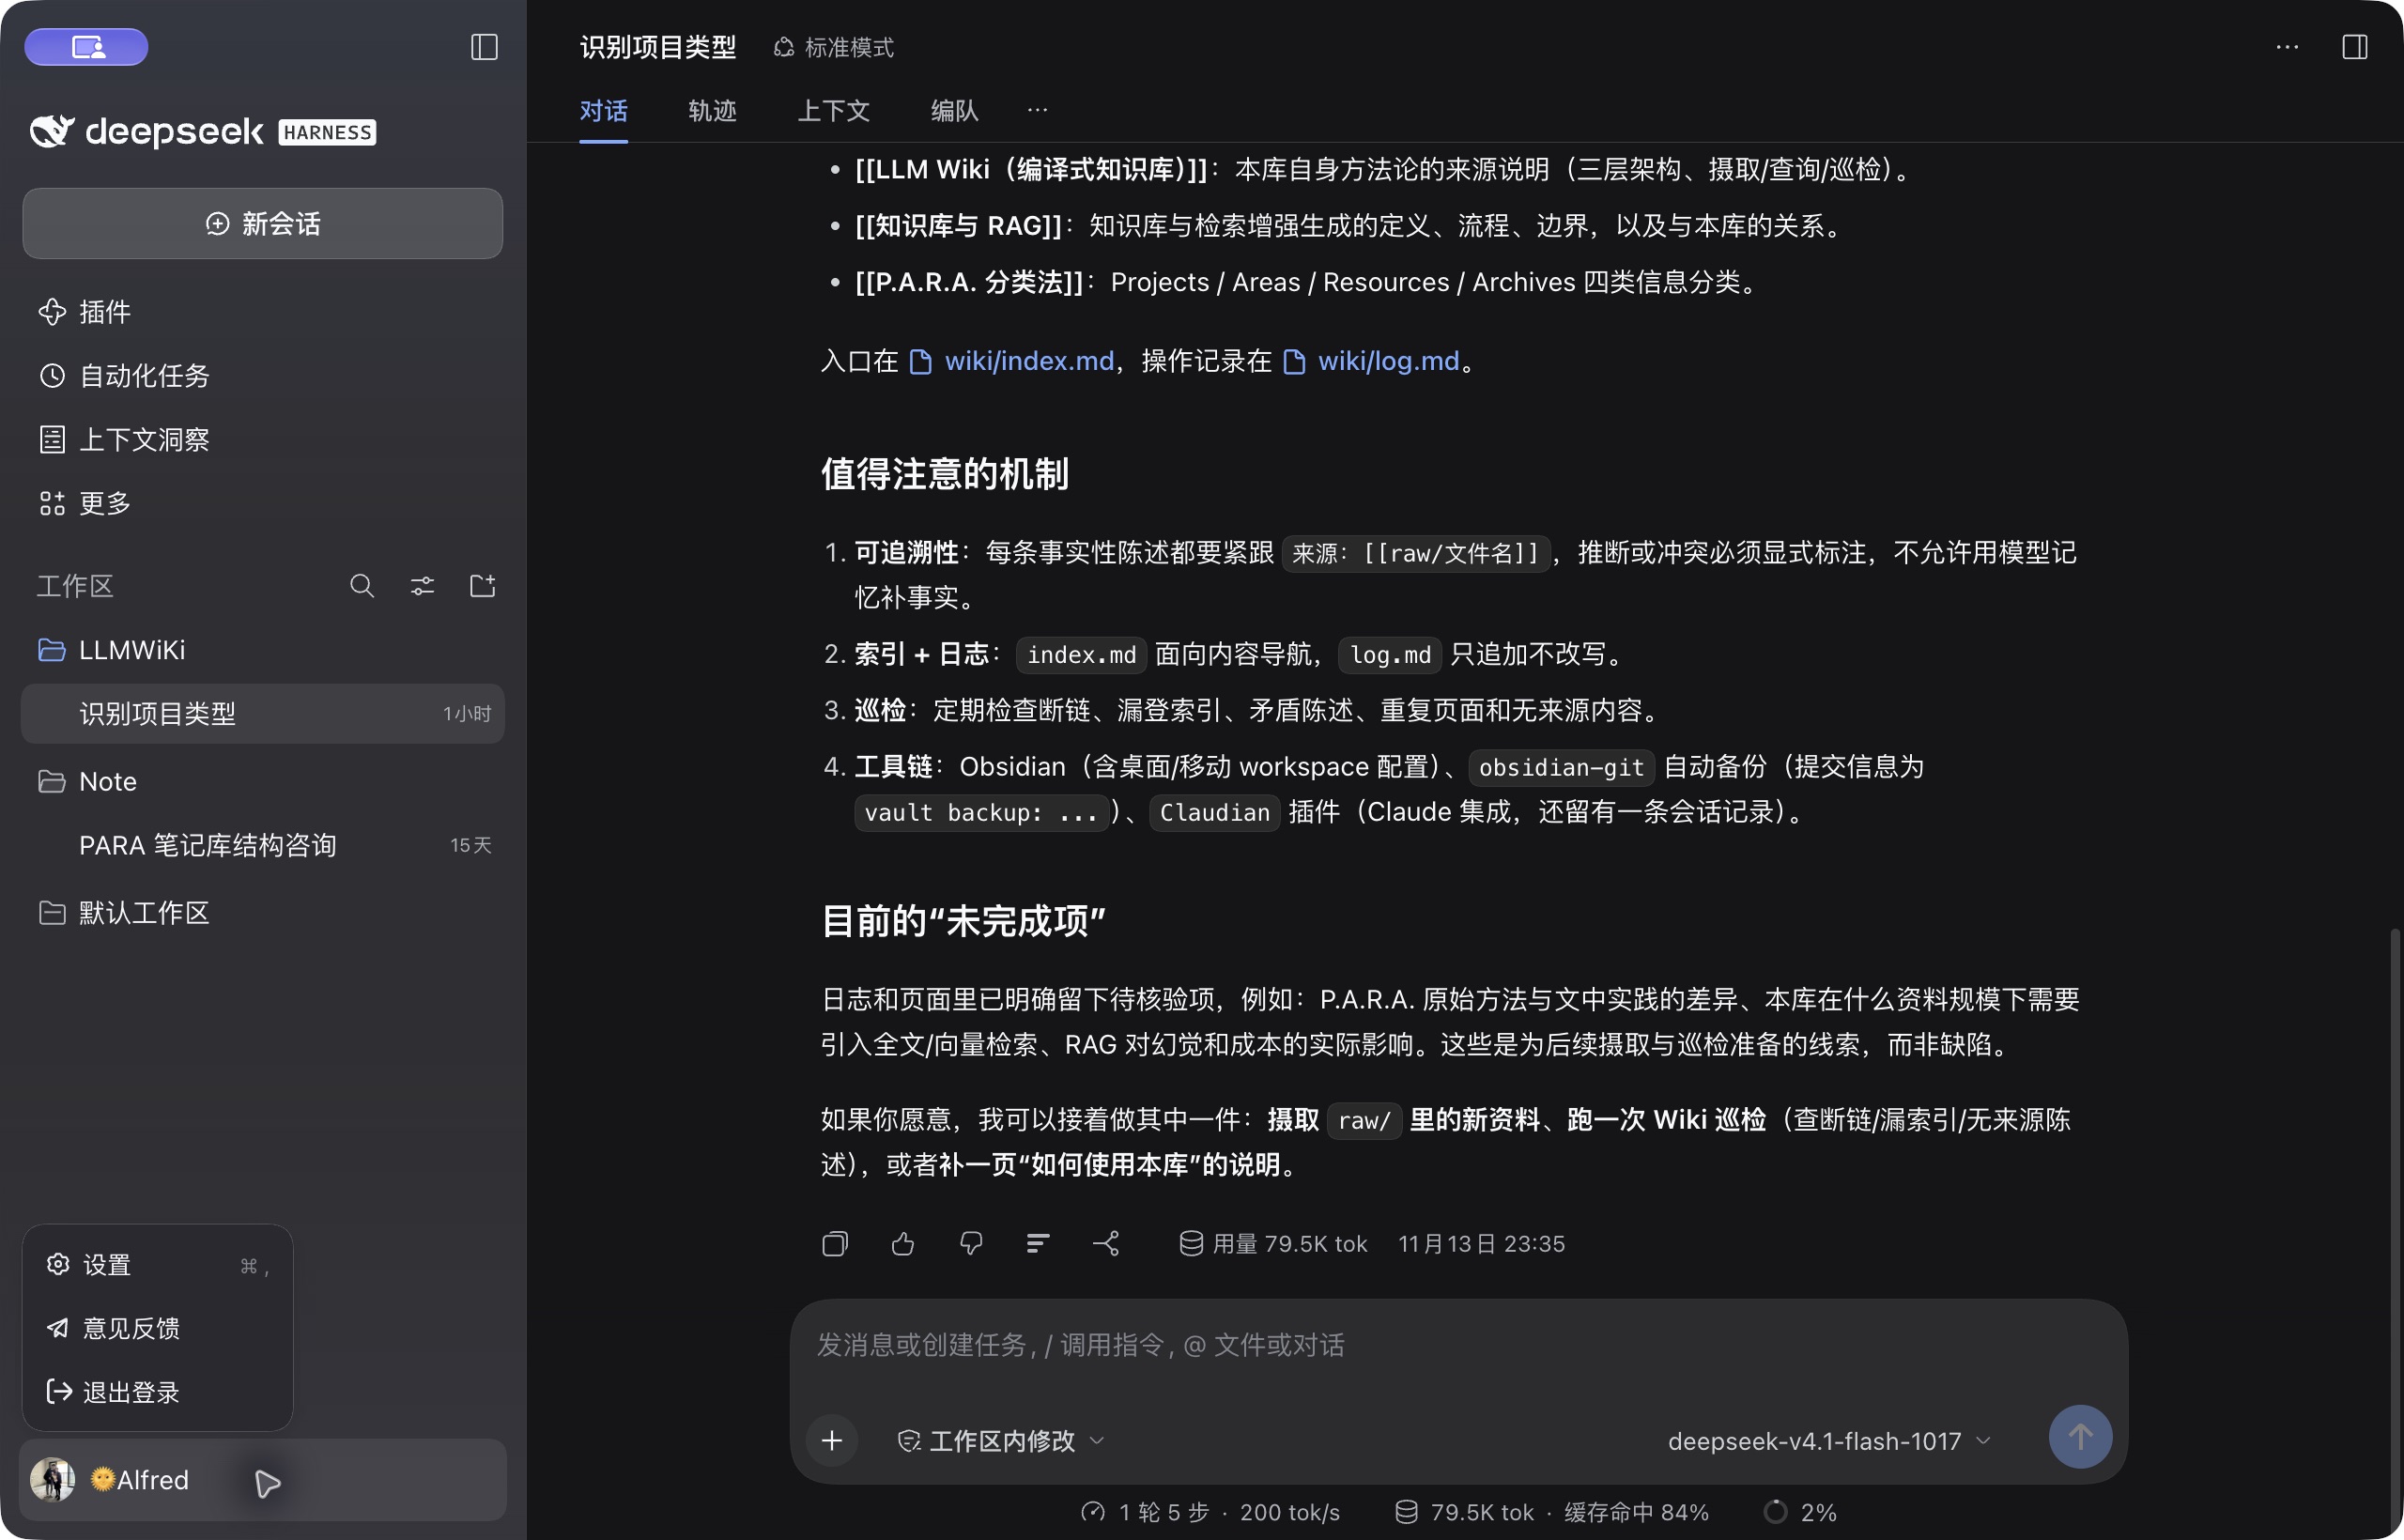 deepseek HARNESS
新会话
插件
自动化任务
上下文洞察
更多
工作区
LLMWiKi
识别项目类型 1小时
Note
PARA 笔记库结构咨询 15天
默认工作区
设置 ⌘ ,
意见反馈
退出登录
🌞Alfred
识别项目类型 标准模式
对话 轨迹 上下文 编队 ···
• [[LLM Wiki（编译式知识库）]]：本库自身方法论的来源说明（三层架构、摄取/查询/巡检）。
• [[知识库与 RAG]]：知识库与检索增强生成的定义、流程、边界，以及与本库的关系。
• [[P.A.R.A. 分类法]]：Projects / Areas / Resources / Archives 四类信息分类。
入口在 wiki/index.md，操作记录在 wiki/log.md。
值得注意的机制
1. 可追溯性：每条事实性陈述都要紧跟 来源：[[raw/文件名]]，推断或冲突必须显式标注，不允许用模型记
忆补事实。
2. 索引 + 日志：index.md 面向内容导航，log.md 只追加不改写。
3. 巡检：定期检查断链、漏登索引、矛盾陈述、重复页面和无来源内容。
4. 工具链：Obsidian（含桌面/移动 workspace 配置）、obsidian-git 自动备份（提交信息为
vault backup: ...）、Claudian 插件（Claude 集成，还留有一条会话记录）。
目前的“未完成项”
日志和页面里已明确留下待核验项，例如：P.A.R.A. 原始方法与文中实践的差异、本库在什么资料规模下需要
引入全文/向量检索、RAG 对幻觉和成本的实际影响。这些是为后续摄取与巡检准备的线索，而非缺陷。
如果你愿意，我可以接着做其中一件：摄取 raw/ 里的新资料、跑一次 Wiki 巡检（查断链/漏索引/无来源陈
述），或者补一页“如何使用本库”的说明。
用量 79.5K tok 11月13日 23:35
发消息或创建任务, / 调用指令, @ 文件或对话
工作区内修改 deepseek-v4.1-flash-1017
1 轮 5 步 · 200 tok/s 79.5K tok · 缓存命中 84% 2%